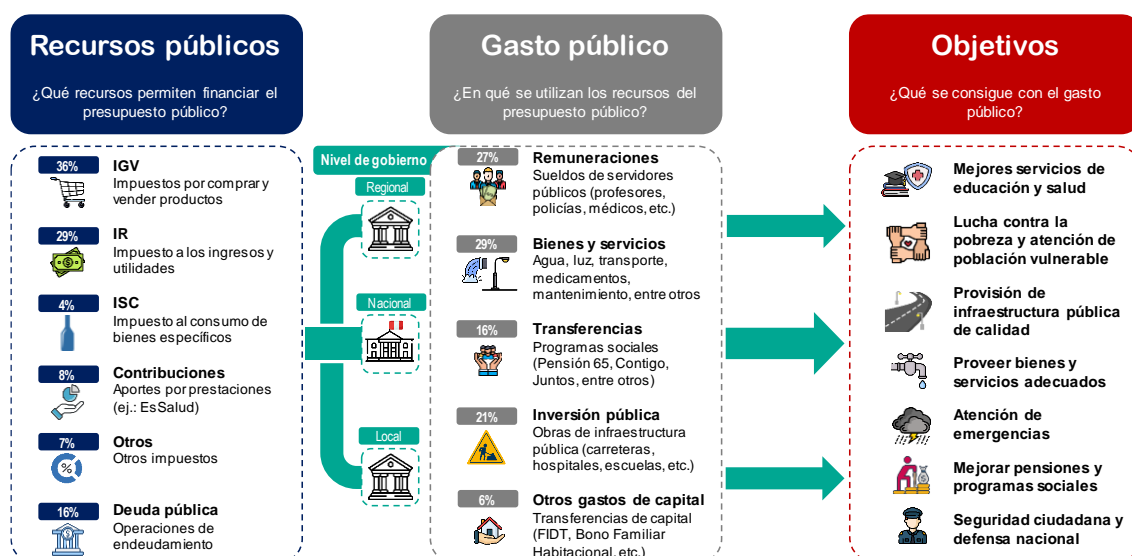 Recursos públicos
¿Qué recursos permiten financiar el
presupuesto público?
36%
IGV
Impuestos por comprar y
vender productos
29%
IR
Impuesto a los ingresos y
utilidades
4%
ISC
Impuesto al consumo de
bienes específicos
8%
Contribuciones
Aportes por prestaciones
(ej.: EsSalud)
7%
Otros
Otros impuestos
16%
Deuda pública
Operaciones de
endeudamiento
Nivel de gobierno
Regional
Nacional
Local
Gasto público
¿En qué se utilizan los recursos del
presupuesto público?
27%
Remuneraciones
Sueldos de servidores
públicos (profesores,
policías, médicos, etc.)
29%
Bienes y servicios
Agua, luz, transporte,
medicamentos,
mantenimiento, entre otros
16%
Transferencias
Programas sociales
(Pensión 65, Contigo,
Juntos, entre otros)
21%
Inversión pública
Obras de infraestructura
pública (carreteras,
hospitales, escuelas, etc.)
6%
Otros gastos de capital
Transferencias de capital
(FIDT, Bono Familiar
Habitacional, etc.)
Objetivos
¿Qué se consigue con el gasto
público?
Mejores servicios de
educación y salud
Lucha contra la
pobreza y atención de
población vulnerable
Provisión de
infraestructura pública
de calidad
Proveer bienes y
servicios adecuados
Atención de
emergencias
Mejorar pensiones y
programas sociales
Seguridad ciudadana y
defensa nacional